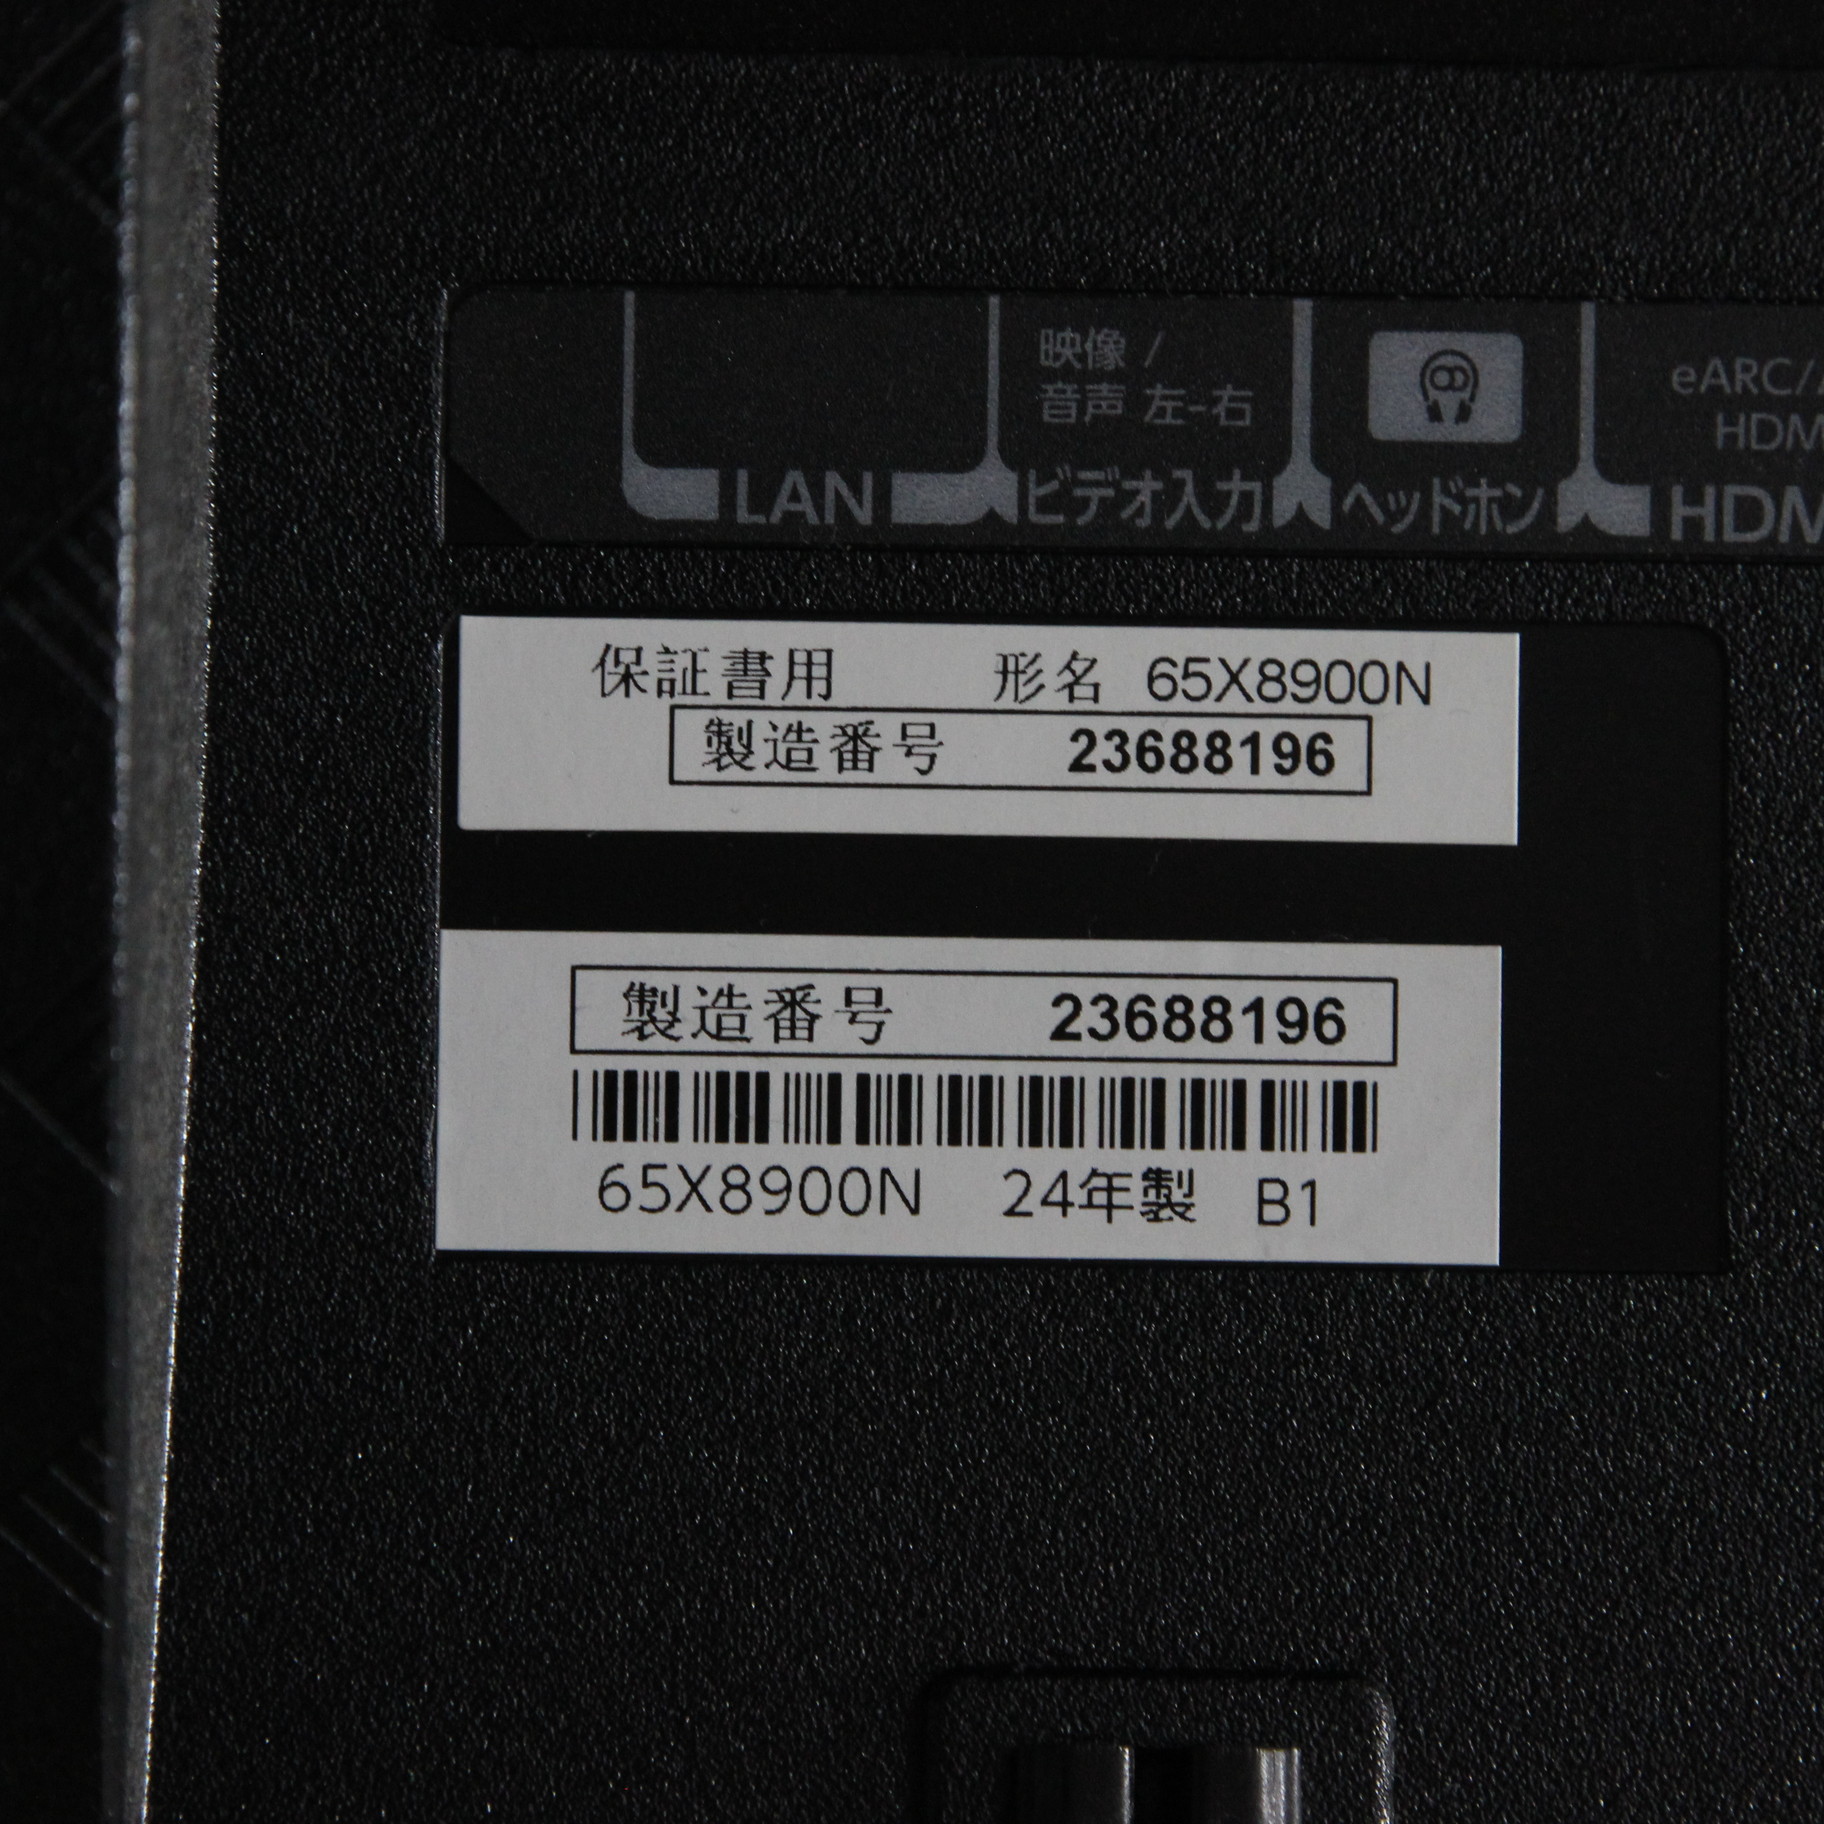 映像 /
音声 左-右
eARC/
HDM
LAN
ビデオ入力
ヘッドホン
HDM
保証書用 形名 65X8900N
製造番号 23688196
製造番号 23688196
65X8900N 24年製 B1